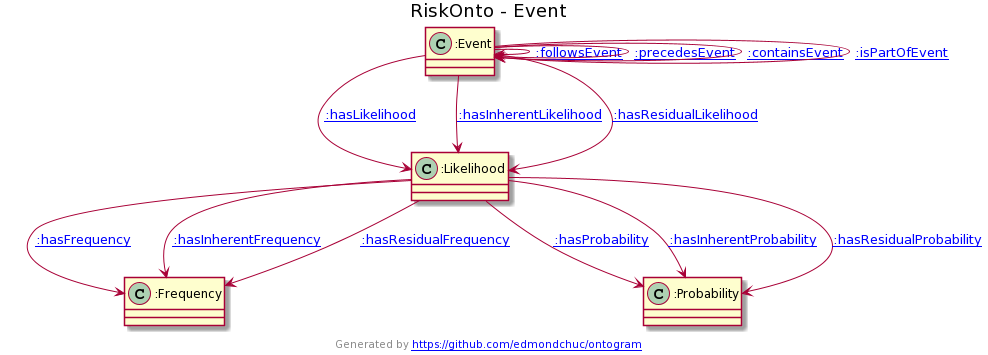 RiskOnto - Event
C :Event
:followsEvent :precedesEvent :containsEvent :isPartOfEvent
:hasLikelihood :hasInherentLikelihood :hasResidualLikelihood
C :Likelihood
:hasFrequency :hasInherentFrequency :hasResidualFrequency :hasProbability :hasInherentProbability :hasResidualProbability
C :Frequency C :Probability
Generated by https://github.com/edmondchuc/ontogram